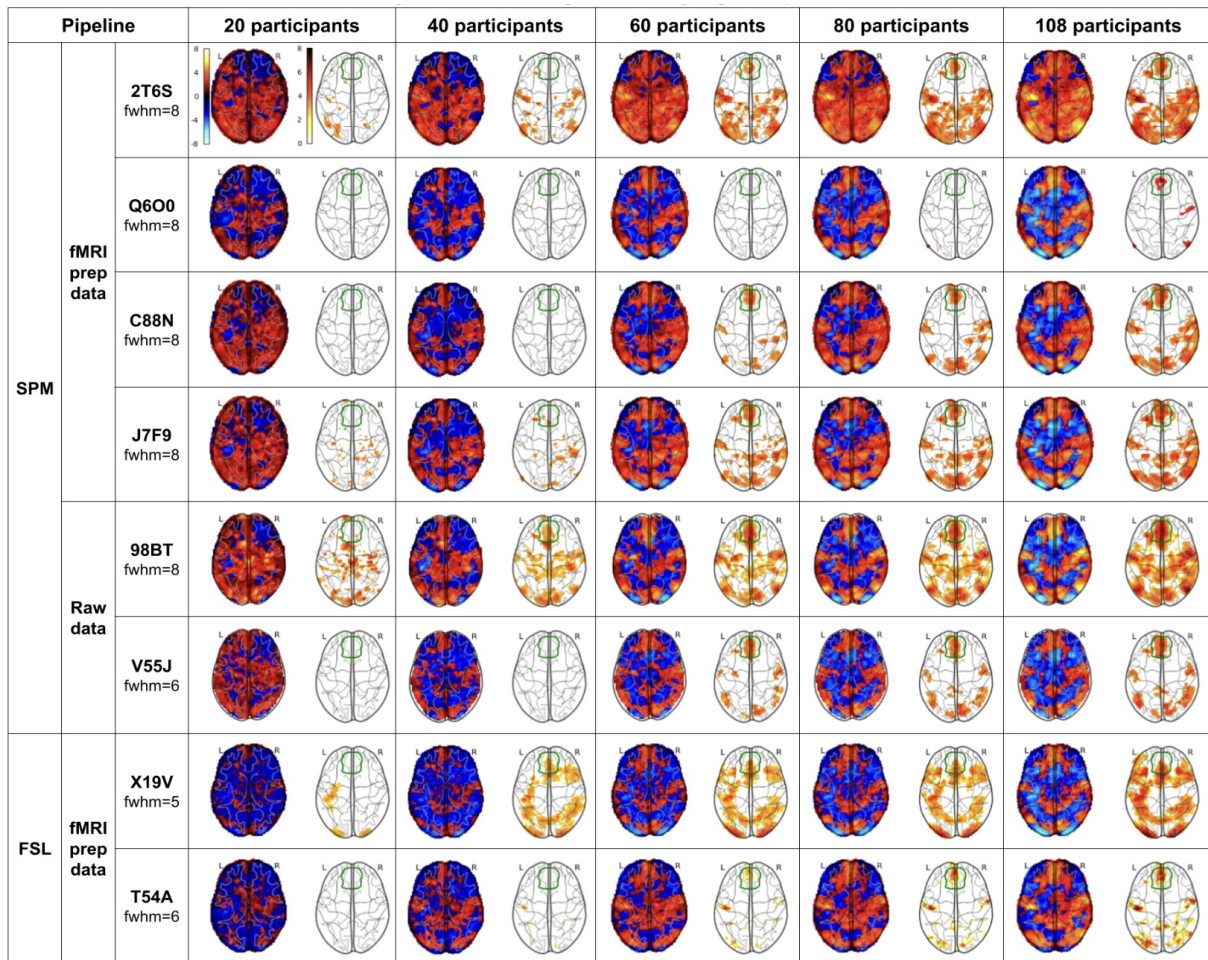 Pipeline 20 participants 40 participants 60 participants 80 participants 108 participants
SPM
fMRI
prep
data
2T6S
fwhm=8
8
4
0
-4
-8
L R
8
6
4
2
0
L R
L R
L R
L R
Q6O0
fwhm=8
L R
L R
L R
L R
L R
C88N
fwhm=8
L R
L R
L R
L R
L R
J7F9
fwhm=8
L R
L R
L R
L R
L R
Raw
data
98BT
fwhm=8
L R
L R
L R
L R
L R
V55J
fwhm=6
L R
L R
L R
L R
L R
FSL
fMRI
prep
data
X19V
fwhm=5
L R
L R
L R
L R
L R
T54A
fwhm=6
L R
L R
L R
L R
L R